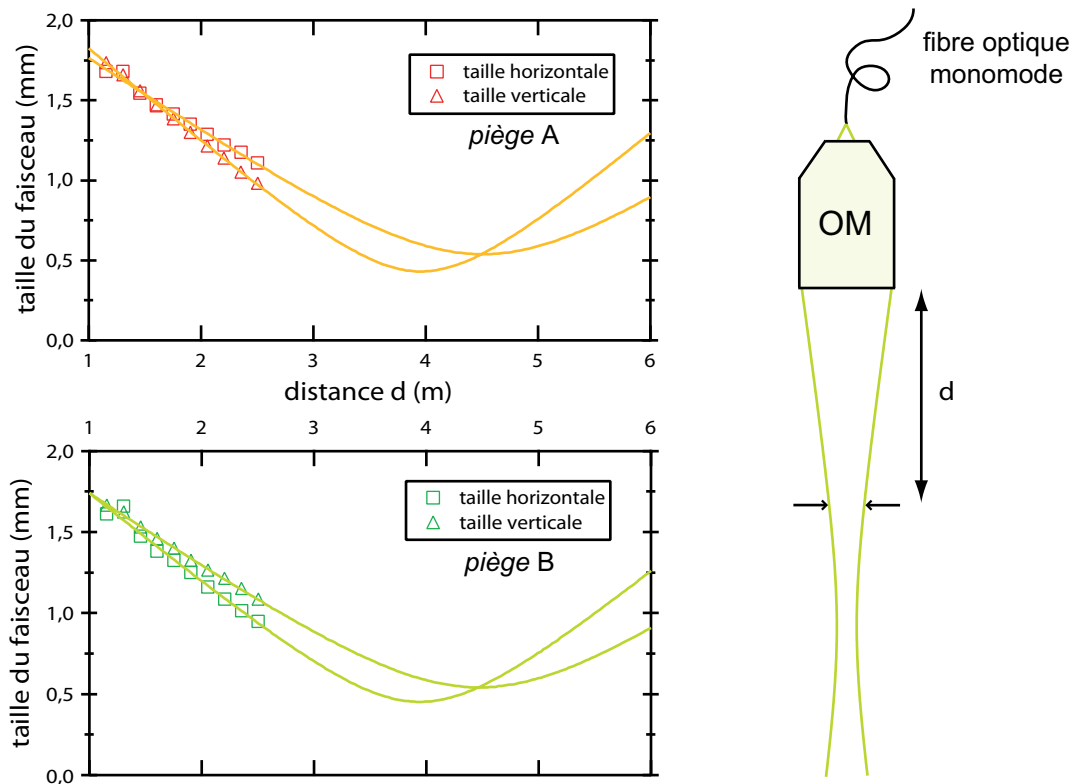 2,0
1,5
1,0
0,5
0,0
taille du faisceau (mm)
taille horizontale
taille verticale
piège A
1 2 3 4 5 6
distance d (m)
1 2 3 4 5 6
2,0
1,5
1,0
0,5
0,0
taille du faisceau (mm)
taille horizontale
taille verticale
piège B
fibre optique
monomode
OM
d